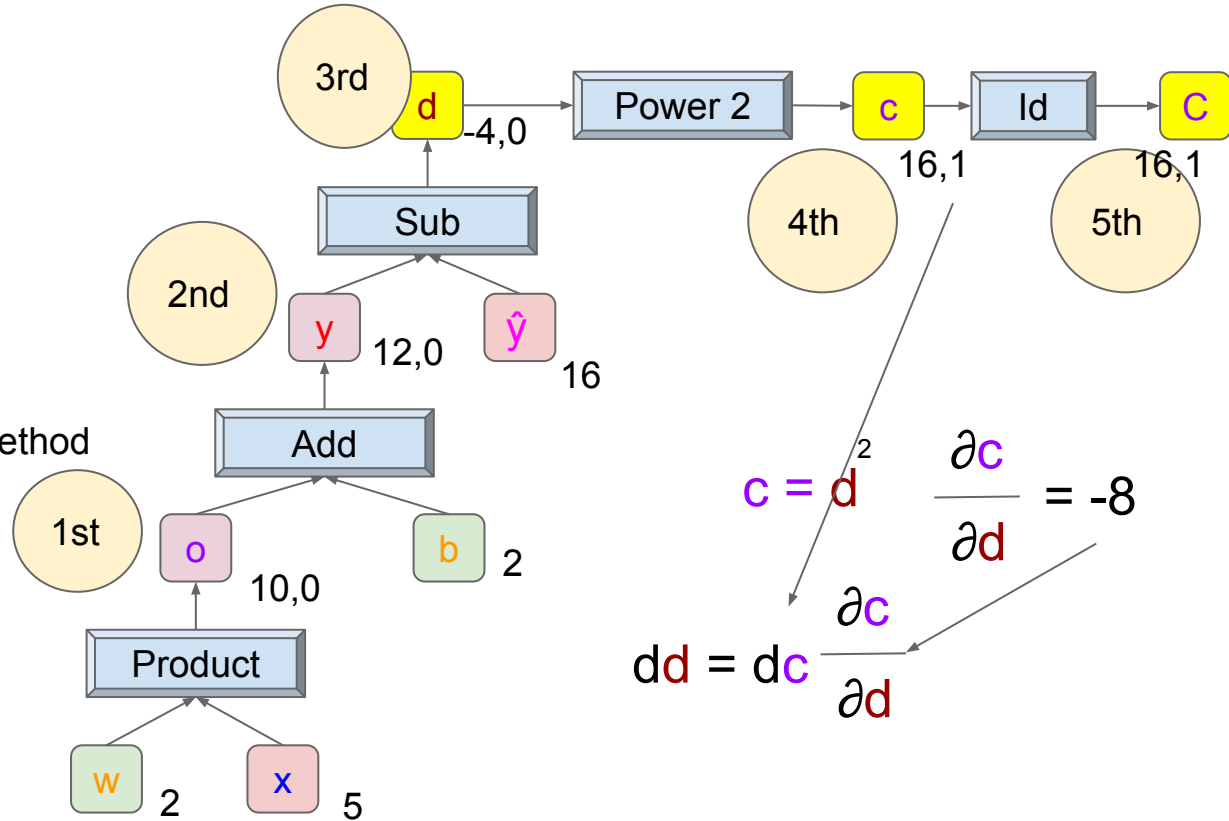 3rd
d
-4,0
Power 2
c
16,1
Id
C
16,1
4th
5th
Sub
2nd
y
12,0
ŷ
16
ethod
Add
1st
o
10,0
b
2
c = d²
∂c
∂d
= -8
Product
dd = dc
∂c
∂d
w
2
x
5